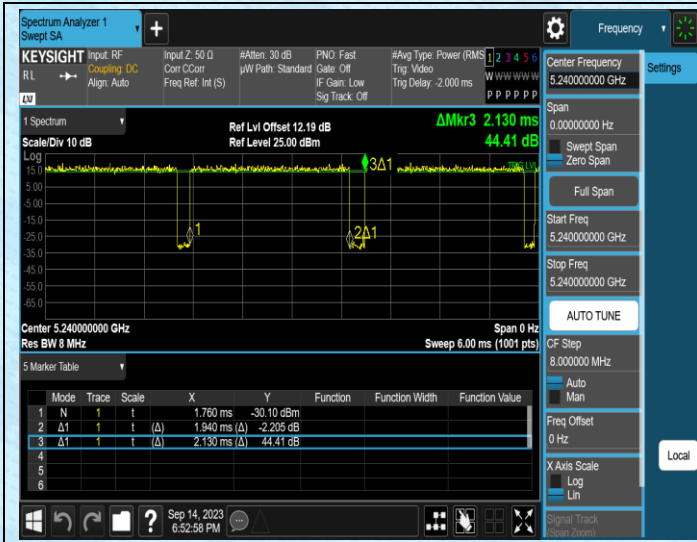 Spectrum Analyzer 1
Swept SA
+
Frequency
KEYSIGHT
RL
LXI
Input: RF
Coupling: DC
Align: Auto
Input Z: 50 Ω
Corr CCorr
Freq Ref: Int (S)
#Atten: 30 dB
µW Path: Standard
PNO: Fast
Gate: Off
IF Gain: Low
Sig Track: Off
#Avg Type: Power (RMS
Trig: Video
Trig Delay: -2.000 ms
1 2 3 4 5 6
W W W W W W
P P P P P P
1 Spectrum
Scale/Div 10 dB
Ref Lvl Offset 12.19 dB
Ref Level 25.00 dBm
ΔMkr3 2.130 ms
44.41 dB
Log
15.0
5.00
-5.00
-15.0
-25.0
-35.0
-45.0
-55.0
-65.0
3Δ1
TRIG LVL
1
2Δ1
Center 5.240000000 GHz
Res BW 8 MHz
Span 0 Hz
Sweep 6.00 ms (1001 pts)
5 Marker Table
Mode Trace Scale X Y Function Function Width Function Value
1 N 1 t 1.760 ms -30.10 dBm
2 Δ1 1 t (Δ) 1.940 ms (Δ) -2.205 dB
3 Δ1 1 t (Δ) 2.130 ms (Δ) 44.41 dB
4
5
6
?
Sep 14, 2023
6:52:58 PM
Center Frequency
5.240000000 GHz
Span
0.00000000 Hz
Swept Span
Zero Span
Full Span
Start Freq
5.240000000 GHz
Stop Freq
5.240000000 GHz
AUTO TUNE
CF Step
8.000000 MHz
Auto
Man
Freq Offset
0 Hz
X Axis Scale
Log
Lin
Signal Track
(Span Zoom)
Settings
Local